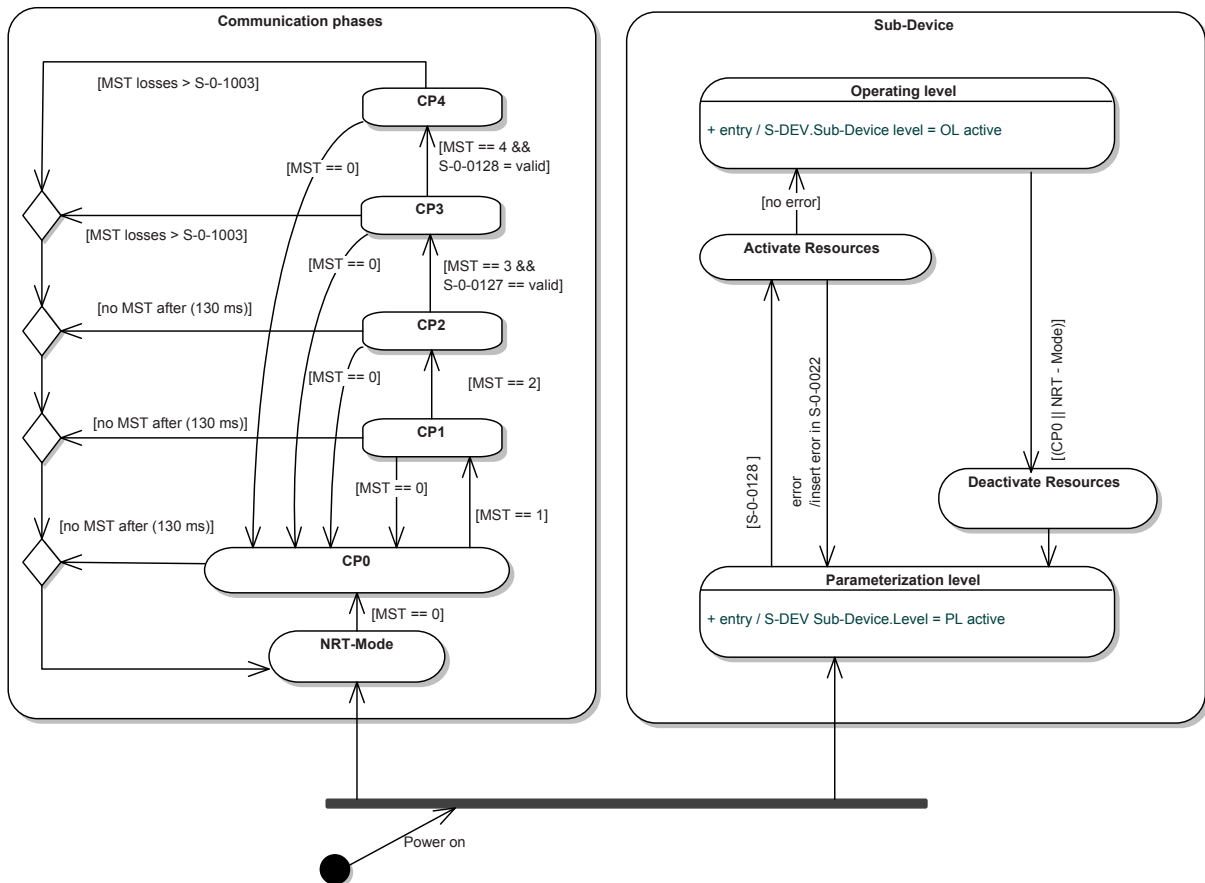 Communication phases
[MST losses > S-0-1003]
CP4
[MST == 0]
[MST == 4 &&
S-0-0128 = valid]
CP3
[MST losses > S-0-1003]
[MST == 0]
[MST == 3 &&
S-0-0127 == valid]
[no MST after (130 ms)]
CP2
[MST == 0]
[MST == 2]
[no MST after (130 ms)]
CP1
[MST == 0]
[MST == 1]
[no MST after (130 ms)]
CP0
[MST == 0]
NRT-Mode
Sub-Device
Operating level
+ entry / S-DEV.Sub-Device level = OL active
[no error]
Activate Resources
[S-0-0128 ]
error
/insert eror in S-0-0022
[(CP0 || NRT - Mode)]
Deactivate Resources
Parameterization level
+ entry / S-DEV Sub-Device.Level = PL active
Power on